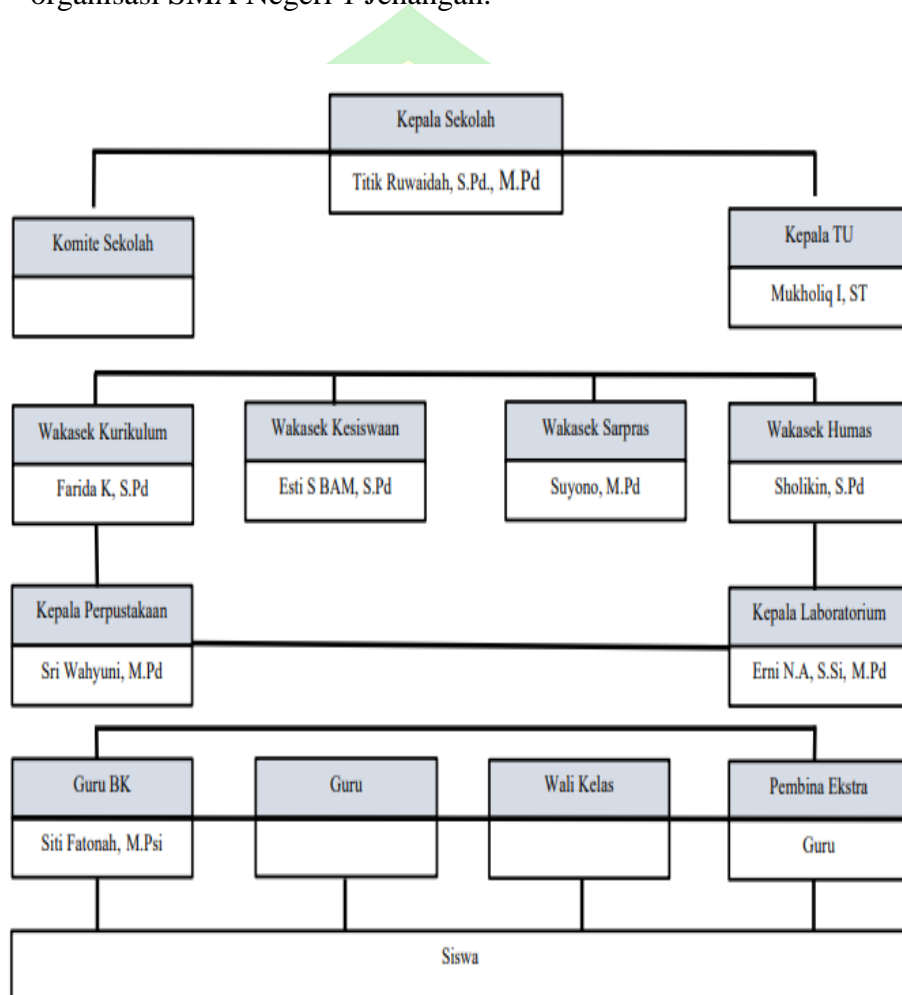 organisasi SMA Negeri 1 Jenangan.
Kepala Sekolah
Titik Ruwaidah, S.Pd., M.Pd
Komite Sekolah
Kepala TU
Mukholiq I, ST
Wakasek Kurikulum
Farida K, S.Pd
Wakasek Kesiswaan
Esti S BAM, S.Pd
Wakasek Sarpras
Suyono, M.Pd
Wakasek Humas
Sholikin, S.Pd
Kepala Perpustakaan
Sri Wahyuni, M.Pd
Kepala Laboratorium
Erni N.A, S.Si, M.Pd
Guru BK
Siti Fatonah, M.Psi
Guru
Wali Kelas
Pembina Ekstra
Guru
Siswa